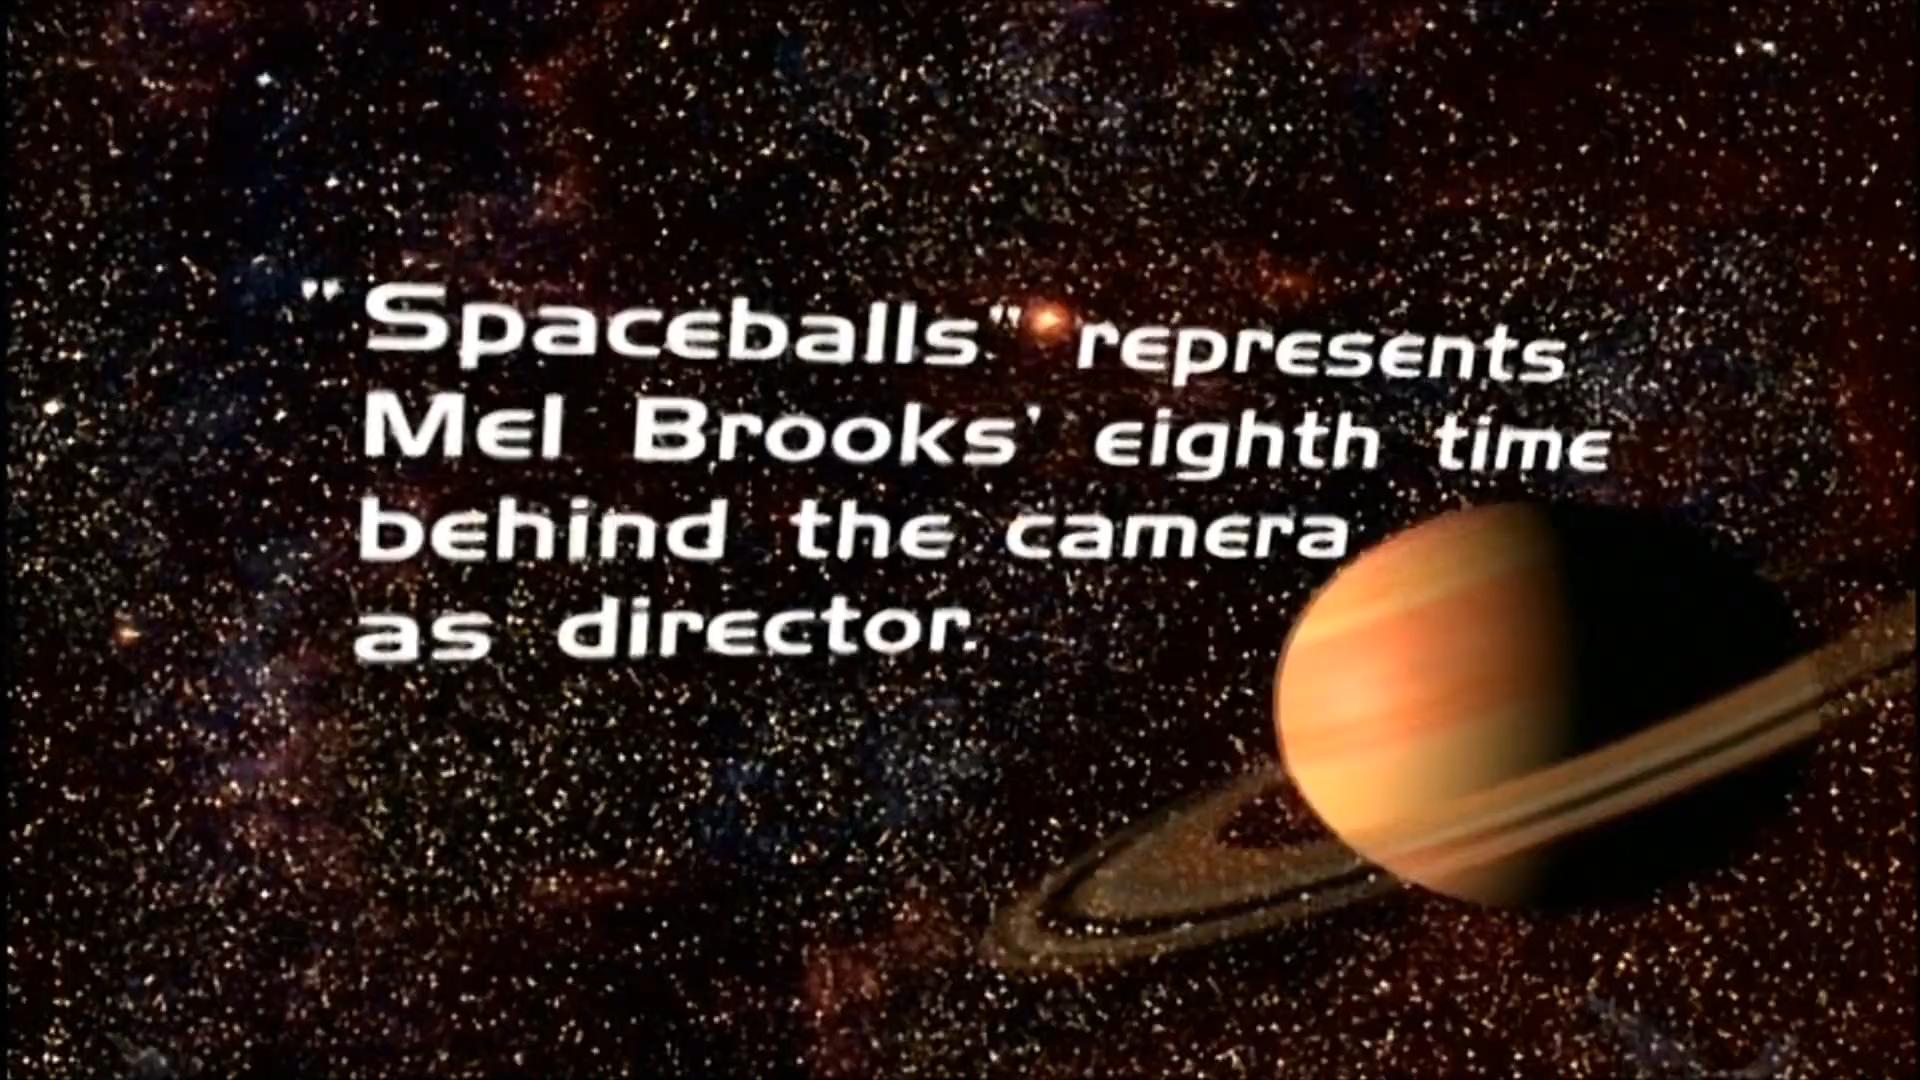 "Spaceballs" represents
Mel Brooks' eighth time
behind the camera
as director.